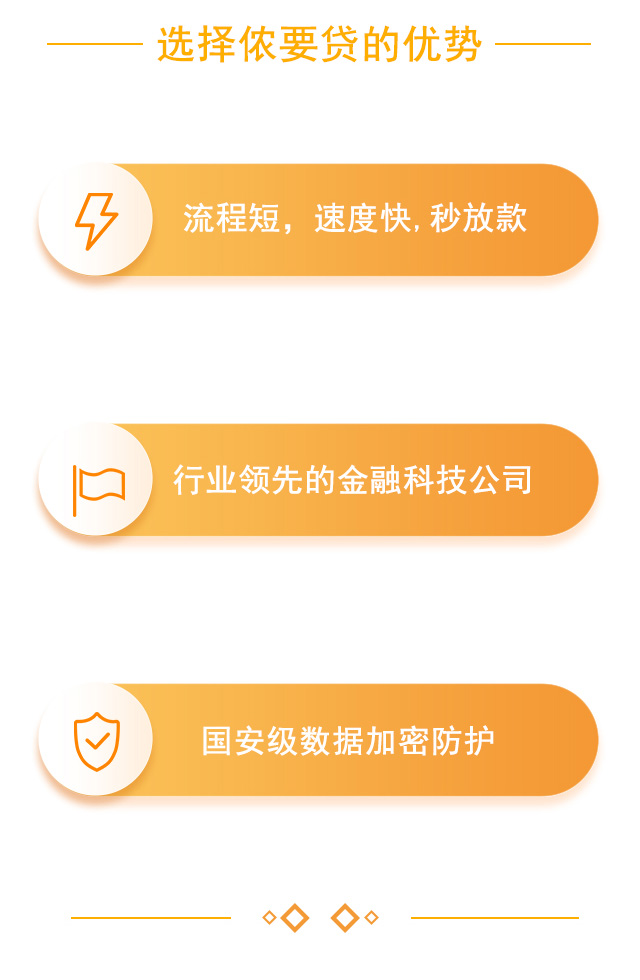 选择侬要贷的优势
流程短，速度快,秒放款
行业领先的金融科技公司
国安级数据加密防护